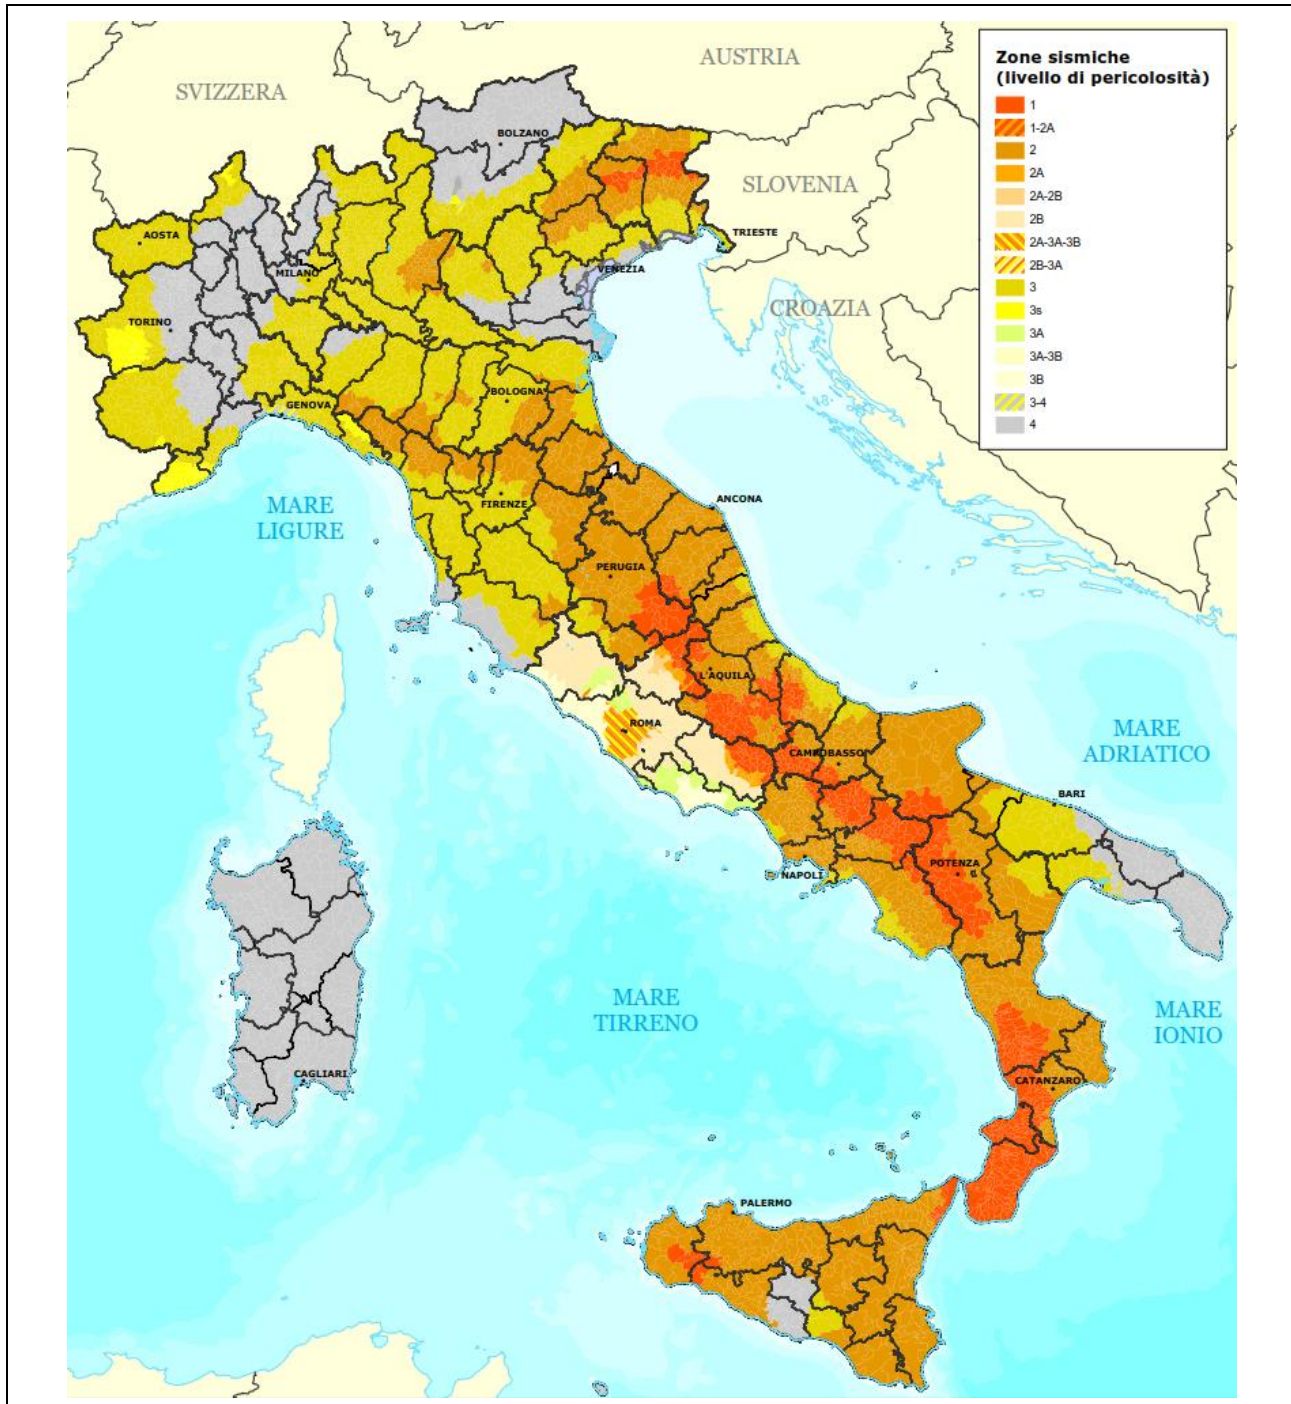 AUSTRIA
SVIZZERA
Zone sismiche
(livello di pericolosità)
1
1-2A
2
2A
2A-2B
2B
2A-3A-3B
2B-3A
3
3s
3A
3A-3B
3B
3-4
4
BOLZANO
SLOVENIA
AOSTA
TRIESTE
MILANO
VENEZIA
CROAZIA
TORINO
BOLOGNA
GENOVA
MARE
LIGURE
FIRENZE
ANCONA
PERUGIA
L'AQUILA
ROMA
CAMPOBASSO
MARE
ADRIATICO
BARI
POTENZA
NAPOLI
MARE
TIRRENO
MARE
IONIO
CAGLIARI
CATANZARO
PALERMO